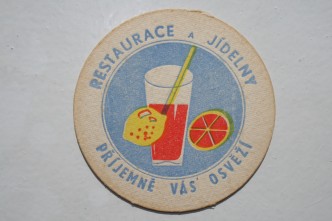 RESTAURACE A JÍDELNY
PŘÍJEMNĚ VÁS OSVĚŽÍ